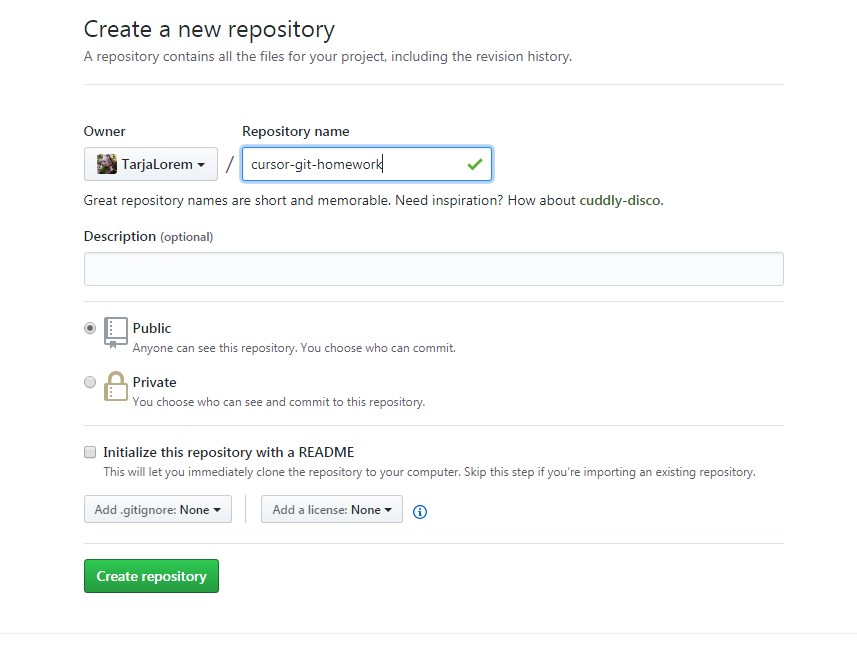 Create a new repository
A repository contains all the files for your project, including the revision history.
Owner Repository name
TarjaLorem / cursor-git-homework
Great repository names are short and memorable. Need inspiration? How about cuddly-disco.
Description (optional)
Public
Anyone can see this repository. You choose who can commit.
Private
You choose who can see and commit to this repository.
Initialize this repository with a README
This will let you immediately clone the repository to your computer. Skip this step if you’re importing an existing repository.
Add .gitignore: None Add a license: None
Create repository